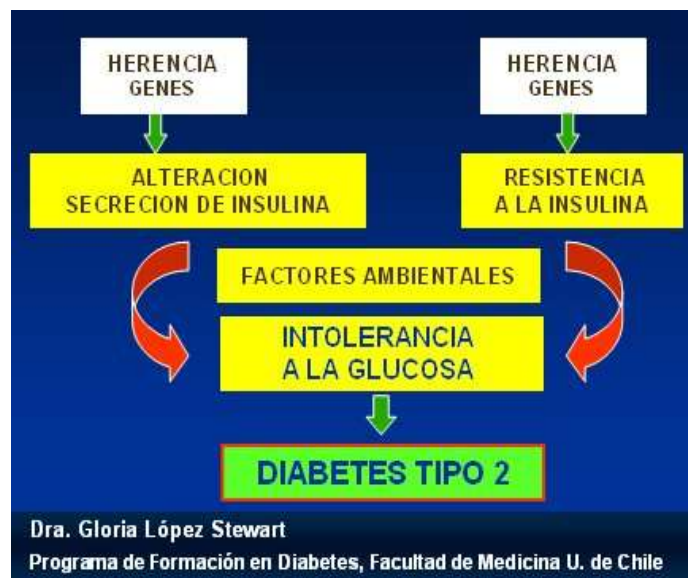 HERENCIA
GENES
HERENCIA
GENES
ALTERACION
SECRECION DE INSULINA
RESISTENCIA
A LA INSULINA
FACTORES AMBIENTALES
INTOLERANCIA
A LA GLUCOSA
DIABETES TIPO 2
Dra. Gloria López Stewart
Programa de Formación en Diabetes, Facultad de Medicina U. de Chile